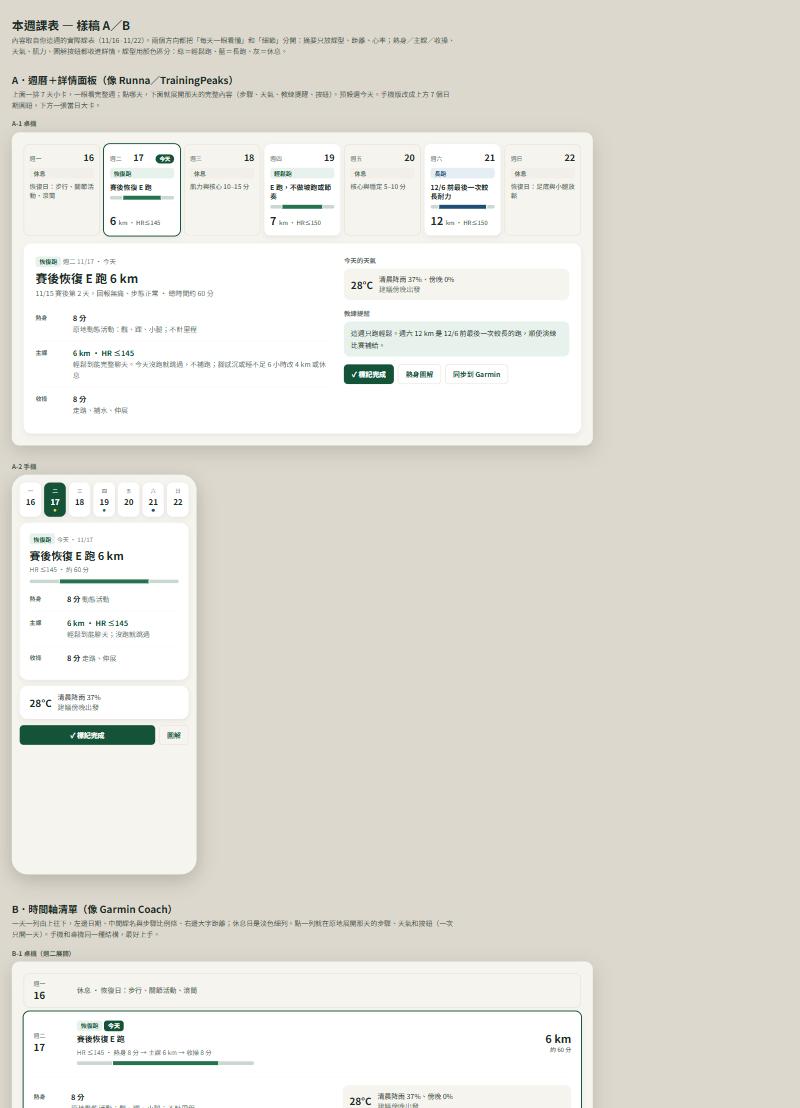 本週課表 — 樣稿 A／B
內容取自你這週的實際課表（11/16–11/22）。兩個方向都把「每天一眼看懂」和「細節」分開：摘要只放課型、距離、心率；熱身／主課／收操、
天氣、肌力、圖解按鈕都收進詳情。課型用顏色區分：綠＝輕鬆跑、藍＝長跑、灰＝休息。
A · 週曆＋詳情面板（像 Runna／TrainingPeaks）
上面一排 7 天小卡，一眼看完整週；點哪天，下面就展開那天的完整內容（步驟、天氣、教練提醒、按鈕）。預設選今天。手機版改成上方 7 個日
期圓鈕，下方一張當日大卡。
A-1 桌機
週一 16
休息
恢復日：步行、關節活
動、滾筒
週二 17 今天
恢復跑
賽後恢復 E 跑
6 km · HR≤145
週三 18
休息
肌力與核心 10–15 分
週四 19
輕鬆跑
E 跑，不做坡跑或節
奏
7 km · HR≤150
週五 20
休息
核心與穩定 5–10 分
週六 21
長跑
12/6 前最後一次較
長耐力
12 km · HR≤150
週日 22
休息
恢復日：足底與小腿放
鬆
恢復跑 週二 11/17 · 今天
賽後恢復 E 跑 6 km
11/15 賽後第 2 天，回報無痛、步態正常 · 總時間約 60 分
熱身 8 分
原地動態活動：髖、踝、小腿；不計里程
主課 6 km · HR ≤145
輕鬆到能完整聊天。今天沒跑就跳過，不補跑；腳感沉或睡不足 6 小時改 4 km 或休
息
收操 8 分
走路、補水、伸展
今天的天氣
28°C 清晨降雨 37%、傍晚 0%
建議傍晚出發
教練提醒
這週只跑輕鬆。週六 12 km 是 12/6 前最後一次較長的跑，順便演練
比賽補給。
✓ 標記完成 熱身圖解 同步到 Garmin
A-2 手機
一 二 三 四 五 六 日
16 17 18 19 20 21 22
恢復跑 今天 · 11/17
賽後恢復 E 跑 6 km
HR ≤145 · 約 60 分
熱身 8 分 動態活動
主課 6 km · HR ≤145
輕鬆到能聊天；沒跑就跳過
收操 8 分 走路、伸展
28°C 清晨降雨 37%
建議傍晚出發
✓ 標記完成 圖解
B · 時間軸清單（像 Garmin Coach）
一天一列由上往下，左邊日期、中間課名與步驟比例條、右邊大字距離；休息日是淡色細列。點一列就在原地展開那天的步驟、天氣和按鈕（一次
只開一天）。手機和桌機同一種結構，最好上手。
B-1 桌機（週二展開）
週一
16
休息 · 恢復日：步行、關節活動、滾筒
週二
17
恢復跑 今天
賽後恢復 E 跑
HR ≤145 · 熱身 8 分 → 主課 6 km → 收操 8 分
6 km
約 60 分
熱身 8 分
28°C 清晨降雨 37%、傍晚 0%